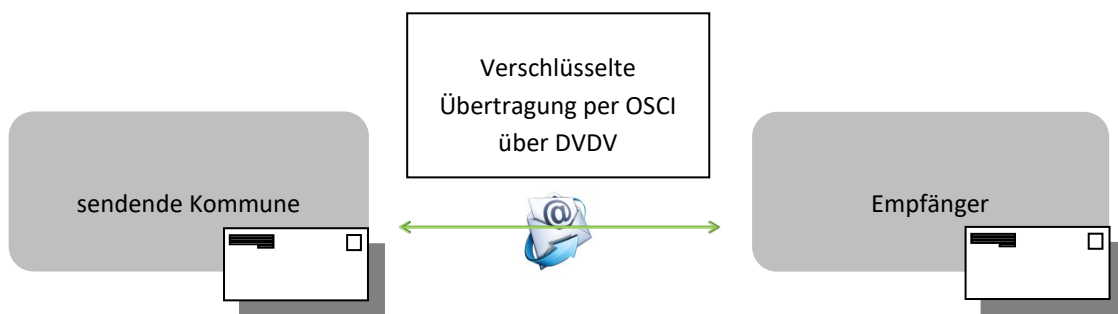 Verschlüsselte
Übertragung per OSCI
über DVDV
sendende Kommune
Empfänger
@